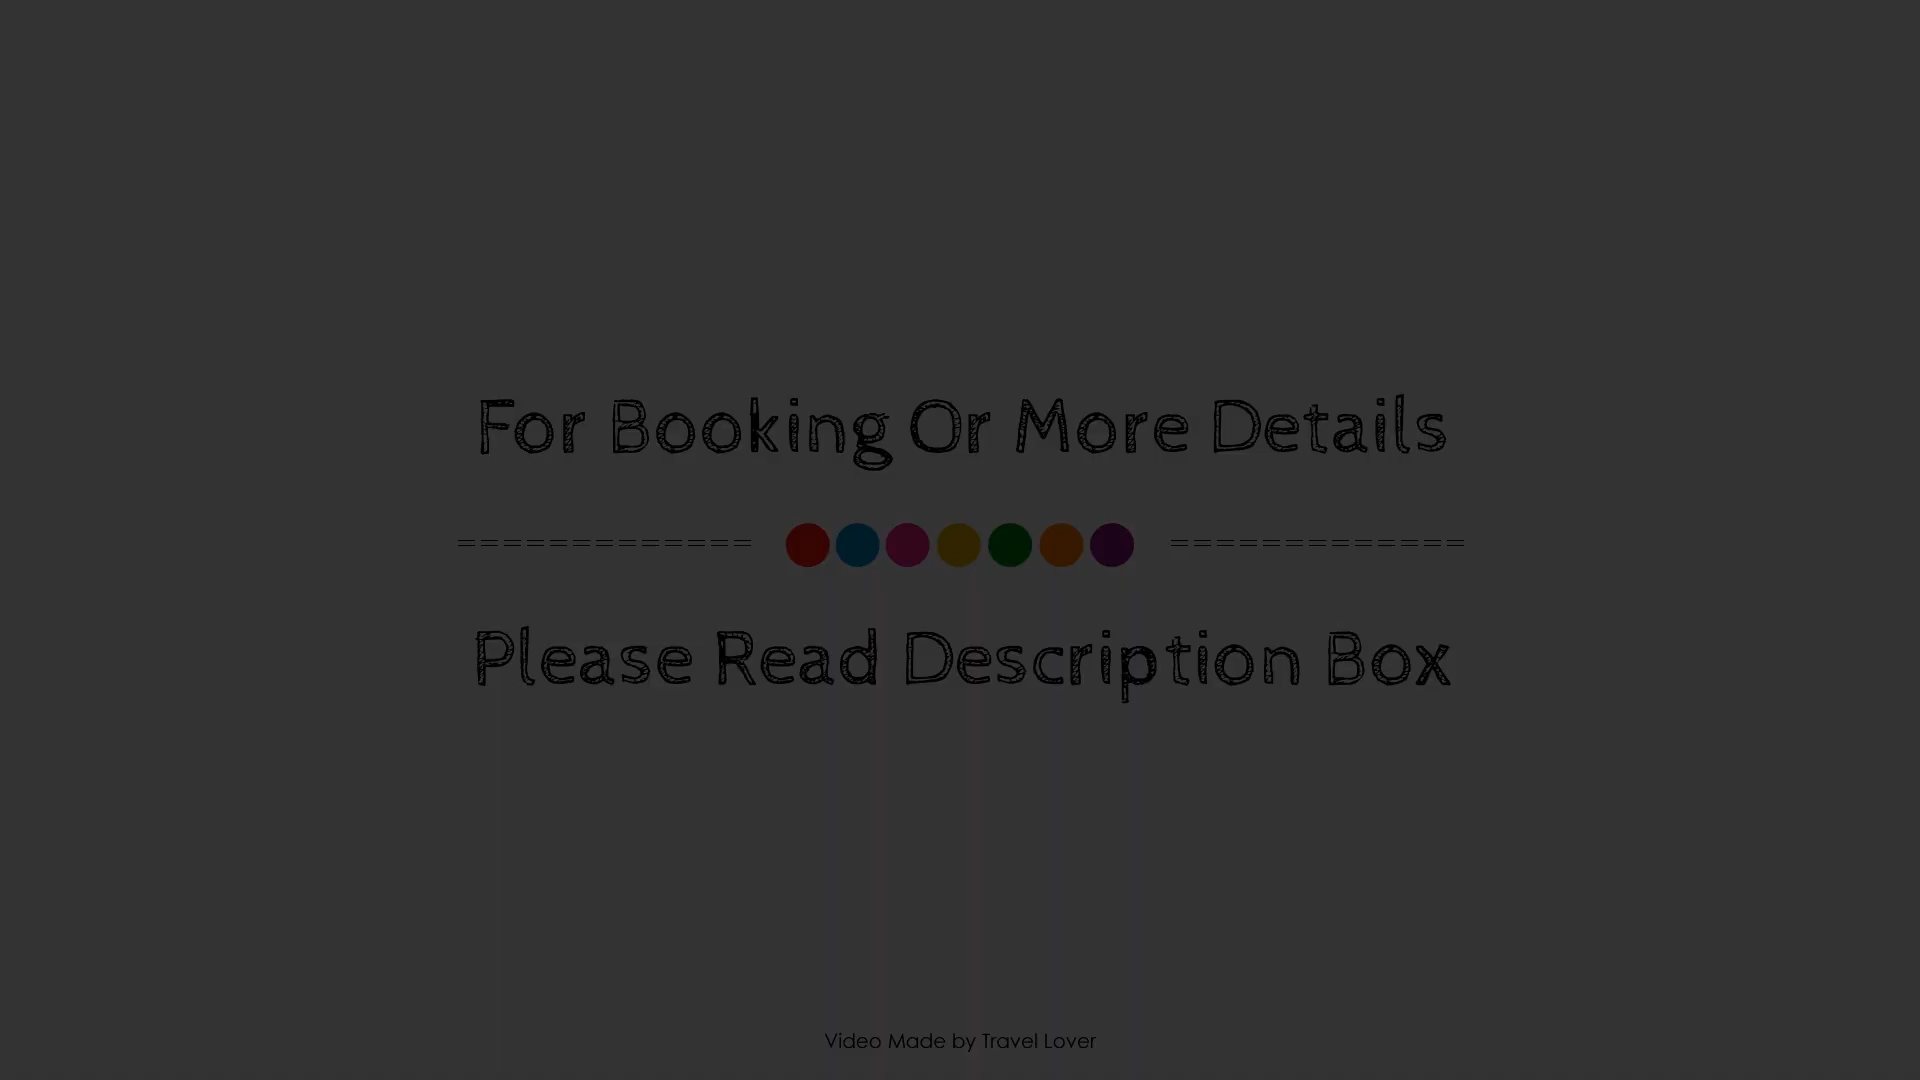 For Booking Or More Details
============= =============
Please Read Description Box
Video Made by Travel Lover